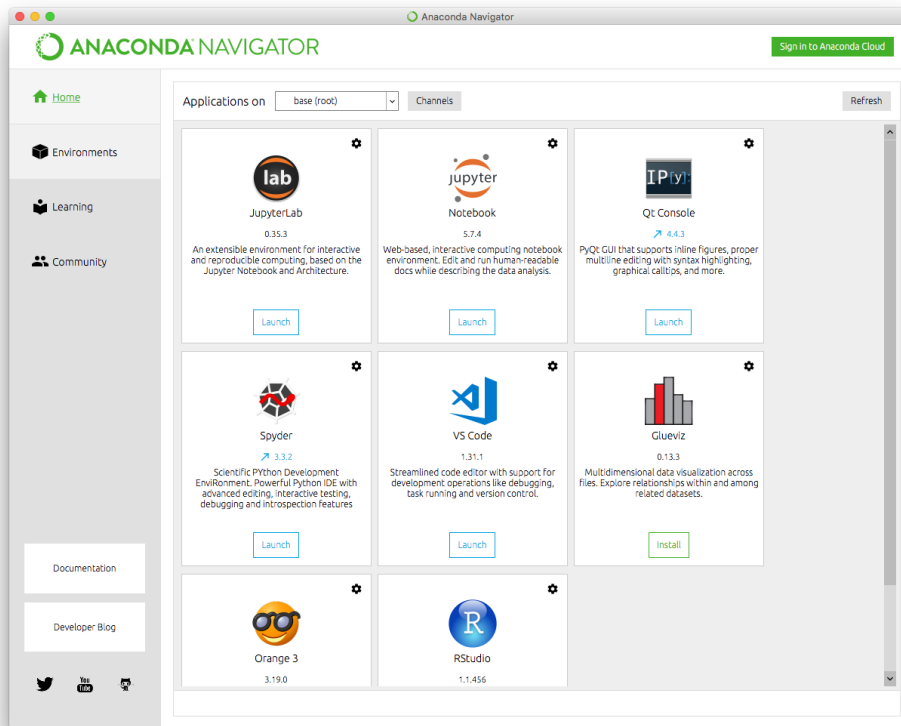 Anaconda Navigator
ANACONDA NAVIGATOR
Sign in to Anaconda Cloud
Home
Environments
Learning
Community
Documentation
Developer Blog
You
Tube
Applications on
base (root)
Channels
Refresh
lab
JupyterLab
0.35.3
An extensible environment for interactive
and reproducible computing, based on the
Jupyter Notebook and Architecture.
Launch
jupyter
Notebook
5.7.4
Web-based, interactive computing notebook
environment. Edit and run human-readable
docs while describing the data analysis.
Launch
IP[y]:
Qt Console
4.4.3
PyQt GUI that supports inline figures, proper
multiline editing with syntax highlighting,
graphical calltips, and more.
Launch
Spyder
3.3.2
Scientific PYthon Development
EnviRonment. Powerful Python IDE with
advanced editing, interactive testing,
debugging and introspection features
Launch
VS Code
1.31.1
Streamlined code editor with support for
development operations like debugging,
task running and version control.
Launch
Glueviz
0.13.3
Multidimensional data visualization across
files. Explore relationships within and among
related datasets.
Install
Orange 3
3.19.0
R
RStudio
1.1.456